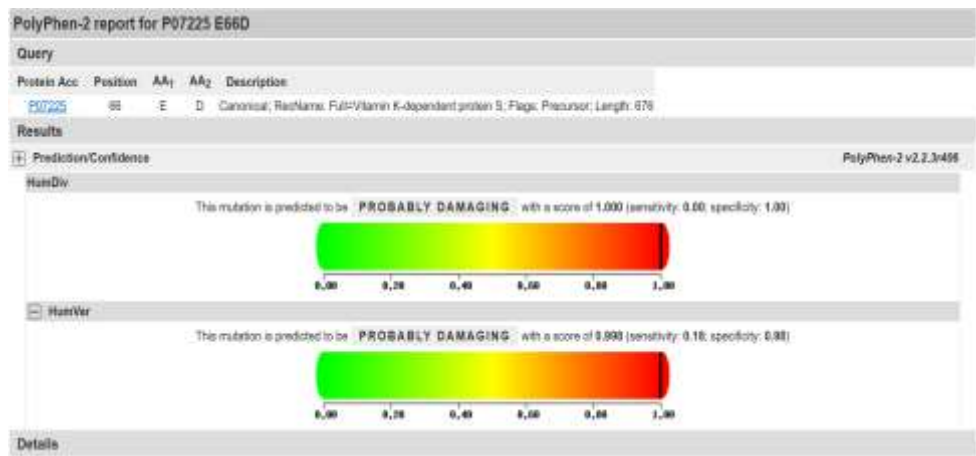 PolyPhen-2 report for P07225 E66D
Query
Protein Acc Position AA1 AA2 Description
P07225 66 E D Canonical; RecName: Full=Vitamin K-dependent protein S; Flags: Precursor; Length: 676
Results
Prediction/Confidence PolyPhen-2 v2.2.3r406
HumDiv
This mutation is predicted to be PROBABLY DAMAGING with a score of 1.000 (sensitivity: 0.00; specificity: 1.00)
0,00 0,20 0,40 0,60 0,80 1,00
HumVar
This mutation is predicted to be PROBABLY DAMAGING with a score of 0.998 (sensitivity: 0.18; specificity: 0.98)
0,00 0,20 0,40 0,60 0,80 1,00
Details